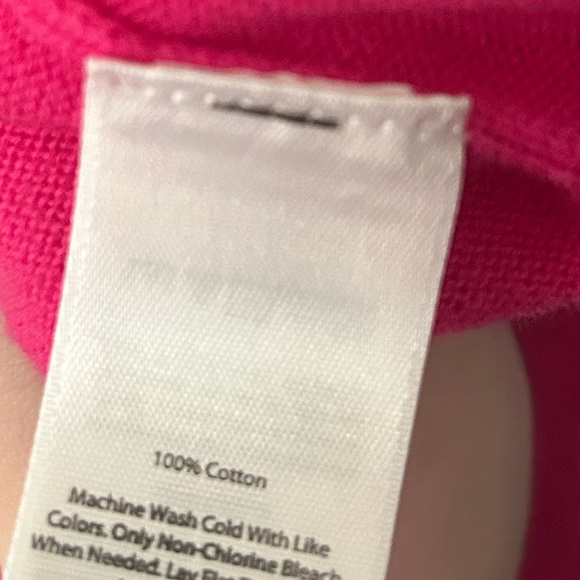 100% Cotton
Machine Wash Cold With Like
Colors. Only Non-Chlorine Bleach
When Needed. Lay Flat